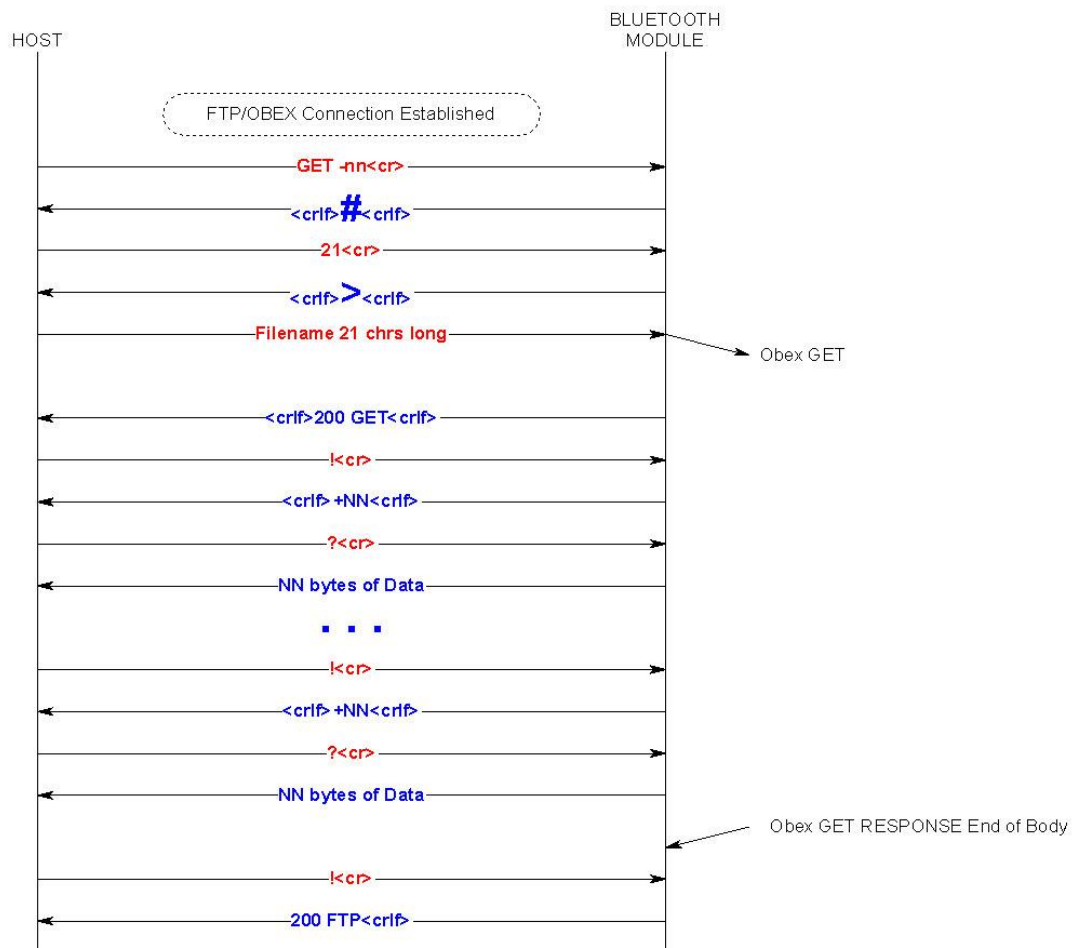 HOST
BLUETOOTH
MODULE
FTP/OBEX Connection Established
GET -nn<cr>
<crlf>#<crlf>
21<cr>
<crlf>><crlf>
Filename 21 chrs long
Obex GET
<crlf>200 GET<crlf>
!<cr>
<crlf>+NN<crlf>
?<cr>
NN bytes of Data
. . .
!<cr>
<crlf>+NN<crlf>
?<cr>
NN bytes of Data
Obex GET RESPONSE End of Body
!<cr>
200 FTP<crlf>